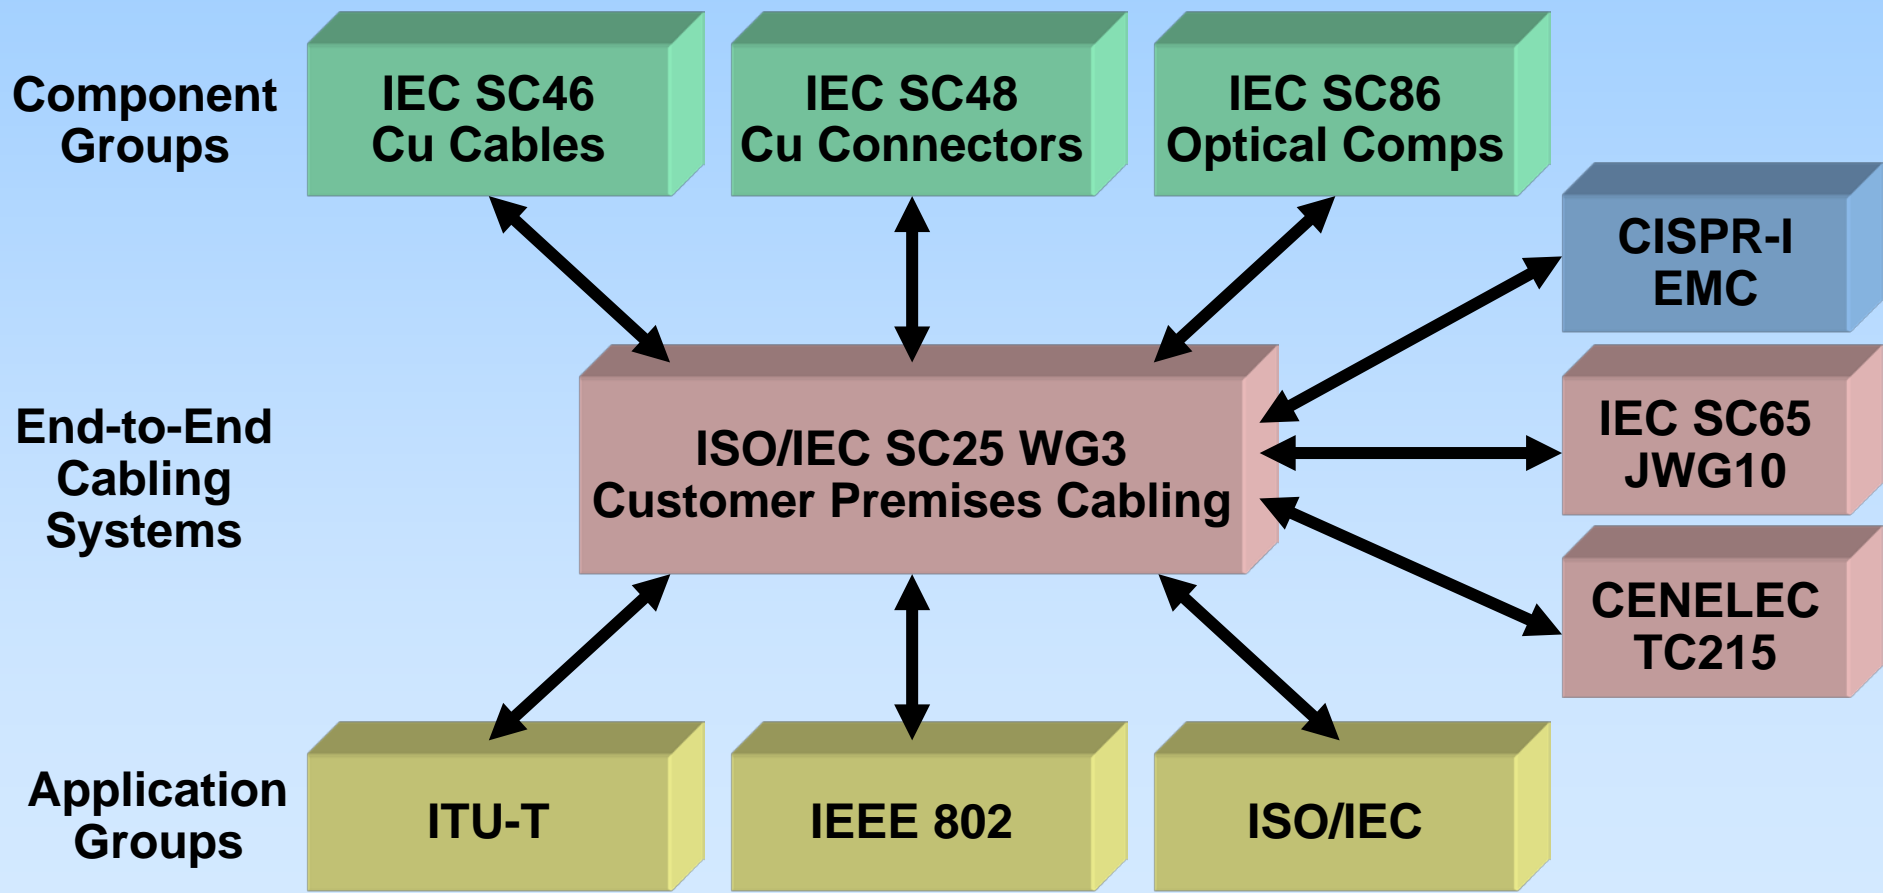 Component
Groups
IEC SC46
Cu Cables
IEC SC48
Cu Connectors
IEC SC86
Optical Comps
CISPR-I
EMC
End-to-End
Cabling
Systems
ISO/IEC SC25 WG3
Customer Premises Cabling
IEC SC65
JWG10
CENELEC
TC215
Application
Groups
ITU-T
IEEE 802
ISO/IEC